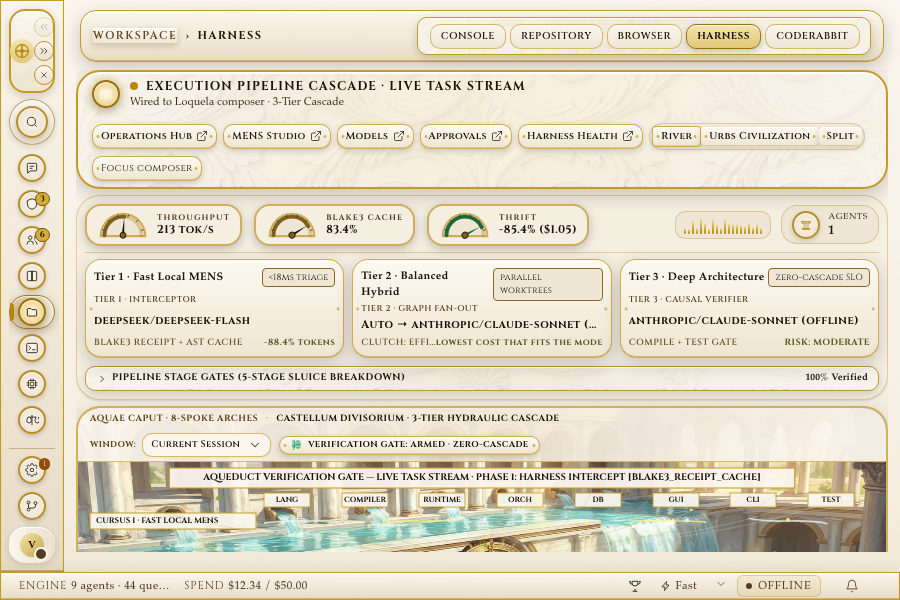 WORKSPACE › HARNESS
CONSOLE
REPOSITORY
BROWSER
HARNESS
CODERABBIT
EXECUTION PIPELINE CASCADE · LIVE TASK STREAM
Wired to Loquela composer · 3-Tier Cascade
OPERATIONS HUB
MENS STUDIO
MODELS
APPROVALS
HARNESS HEALTH
RIVER
URBS CIVILIZATION
SPLIT
FOCUS COMPOSER
3
6
THROUGHPUT
213 TOK/S
BLAKE3 CACHE
83.4%
THRIFT
-85.4% ($1.05)
AGENTS
1
Tier 1 · Fast Local MENS
<18MS TRIAGE
TIER 1 · INTERCEPTOR
DEEPSEEK/DEEPSEEK-FLASH
BLAKE3 RECEIPT + AST CACHE
-88.4% TOKENS
Tier 2 · Balanced Hybrid
PARALLEL WORKTREES
TIER 2 · GRAPH FAN-OUT
AUTO → ANTHROPIC/CLAUDE-SONNET (...
CLUTCH: EFFI...
LOWEST COST THAT FITS THE MODE
Tier 3 · Deep Architecture
ZERO-CASCADE SLO
TIER 3 · CAUSAL VERIFIER
ANTHROPIC/CLAUDE-SONNET (OFFLINE)
COMPILE + TEST GATE
RISK: MODERATE
PIPELINE STAGE GATES (5-STAGE SLUICE BREAKDOWN)
100% Verified
AQUAE CAPUT · 8-SPOKE ARCHES · CASTELLUM DIVISORIUM · 3-TIER HYDRAULIC CASCADE
WINDOW:
CURRENT SESSION
VERIFICATION GATE: ARMED · ZERO-CASCADE
AQUEDUCT VERIFICATION GATE — LIVE TASK STREAM · PHASE 1: HARNESS INTERCEPT [BLAKE3_RECEIPT_CACHE]
LANG
COMPILER
RUNTIME
ORCH
DB
GUI
CLI
TEST
CURSUS I · FAST LOCAL MENS
V
ENGINE 9 agents · 44 que...
SPEND $12.34 / $50.00
Fast
OFFLINE